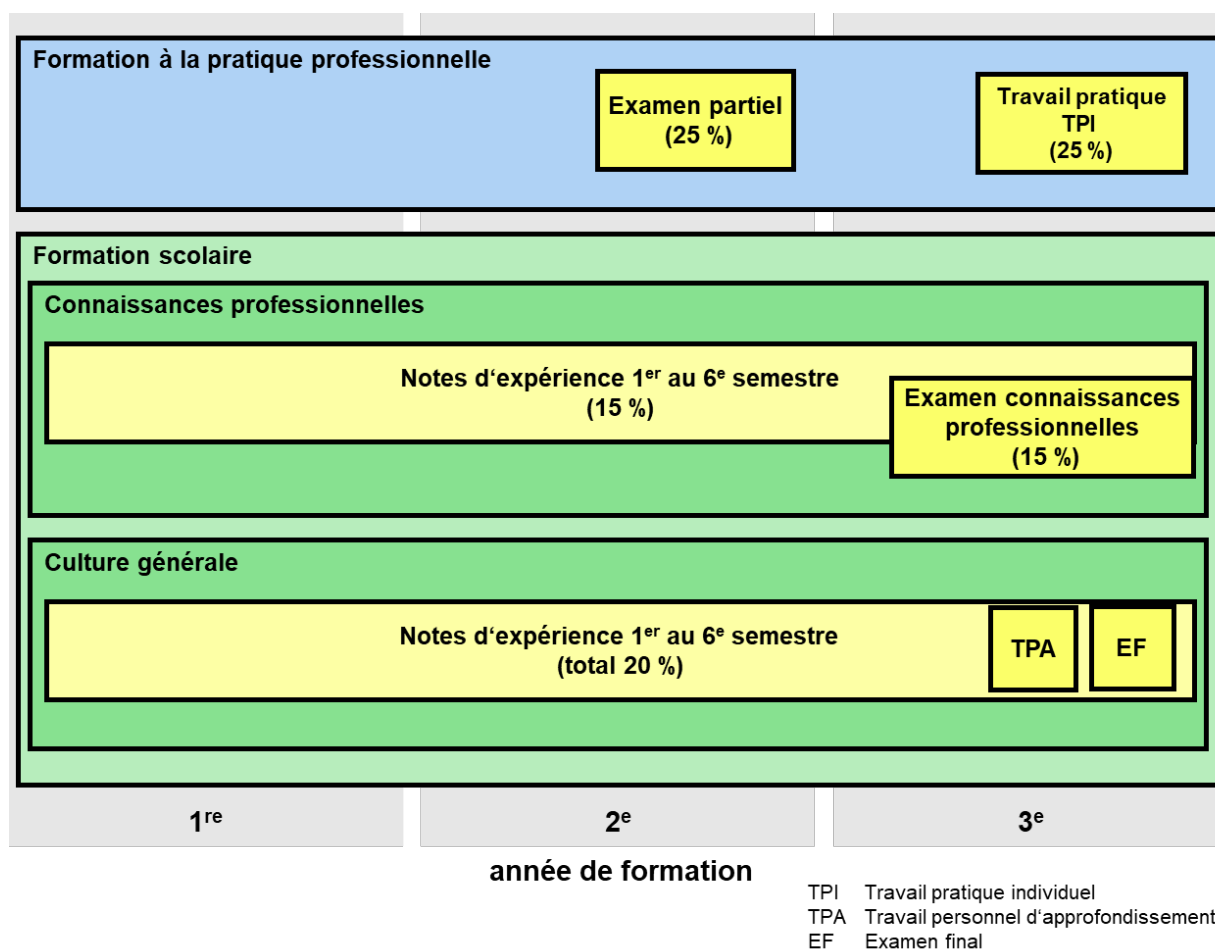 Formation à la pratique professionnelle
Examen partiel
(25 %)
Travail pratique
TPI
(25 %)
Formation scolaire
Connaissances professionnelles
Notes d‘expérience 1er au 6e semestre
(15 %)
Examen connaissances
professionnelles
(15 %)
Culture générale
Notes d‘expérience 1er au 6e semestre
(total 20 %)
TPA
EF
1re
2e
3e
année de formation
TPI Travail pratique individuel
TPA Travail personnel d‘approfondissement
EF Examen final